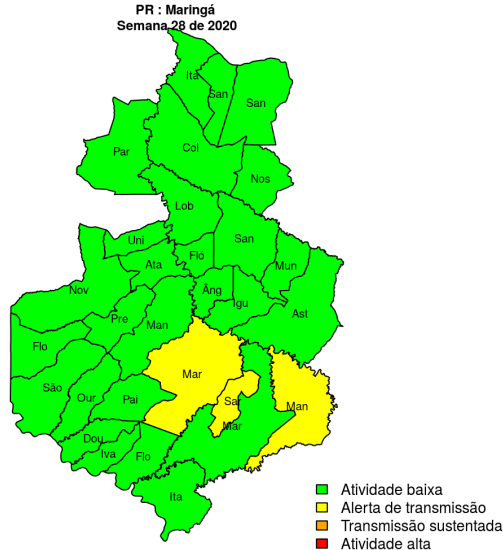 PR : Maringá
Semana 28 de 2020
Ita
San
San
Par
Col
Nos
Lob
Uni
Fló
San
Ata
Mun
Nov
Âng
Igu
Ast
Pre
Man
Flo
Mar
São
Our
Pai
Sar
Man
Mar
Dou
Iva
Flo
Ita
Atividade baixa
Alerta de transmissão
Transmissão sustentada
Atividade alta